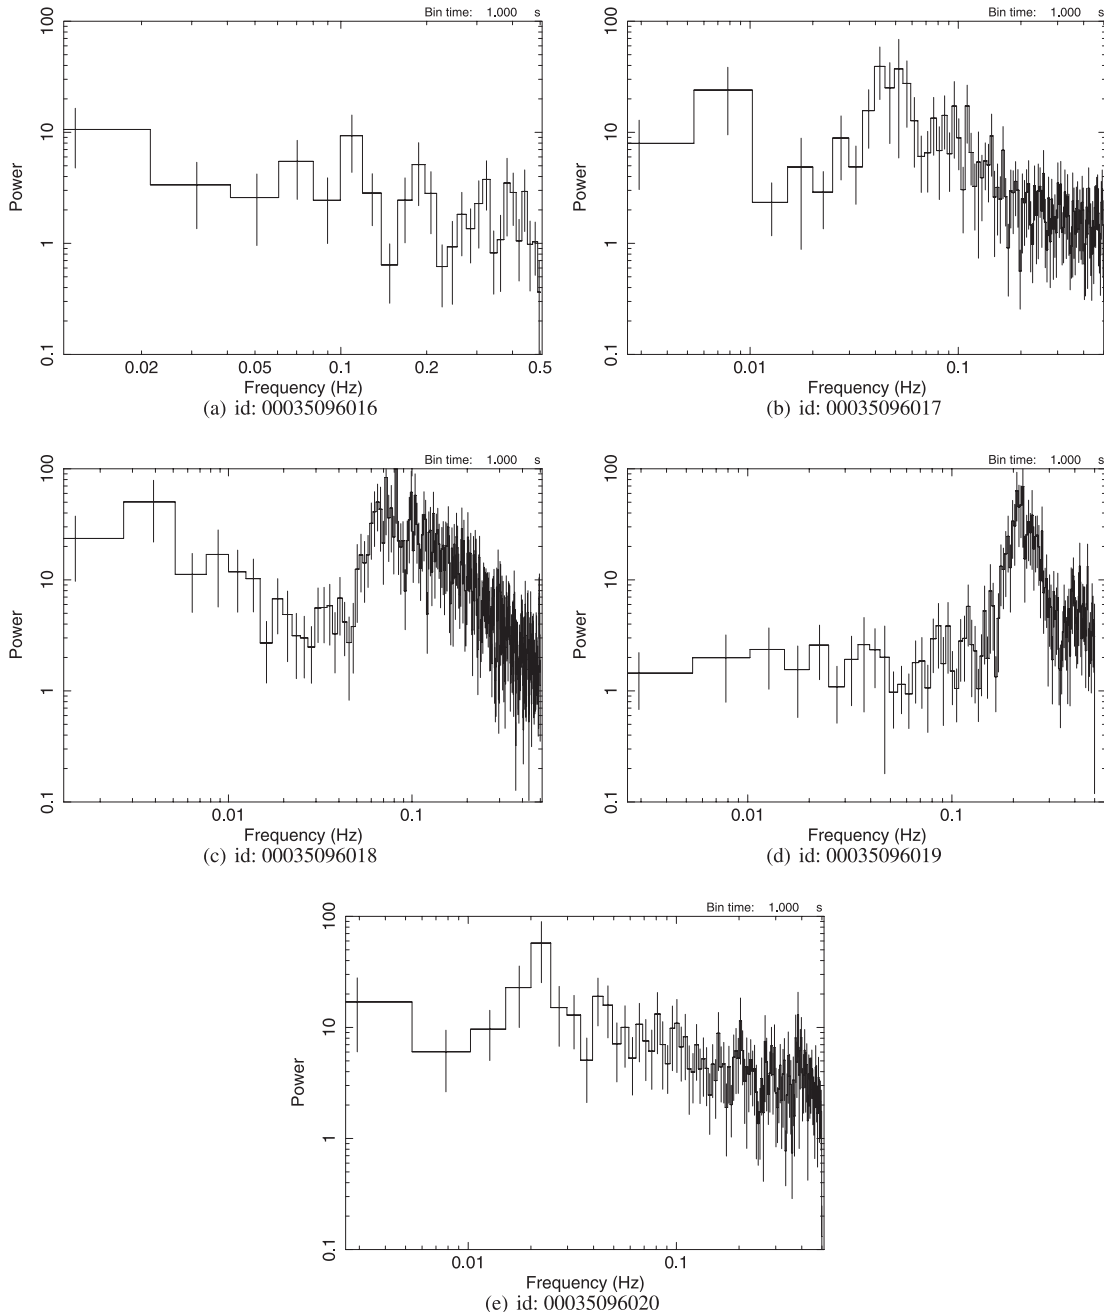 Bin time: 1.000 s
Power
100
10
1
0.1
0.02 0.05 0.1 0.2 0.5
Frequency (Hz)
(a) id: 00035096016
Bin time: 1.000 s
Power
100
10
1
0.1
0.01 0.1
Frequency (Hz)
(b) id: 00035096017
Bin time: 1.000 s
Power
100
10
1
0.1
0.01 0.1
Frequency (Hz)
(c) id: 00035096018
Bin time: 1.000 s
Power
100
10
1
0.1
0.01 0.1
Frequency (Hz)
(d) id: 00035096019
Bin time: 1.000 s
Power
100
10
1
0.1
0.01 0.1
Frequency (Hz)
(e) id: 00035096020